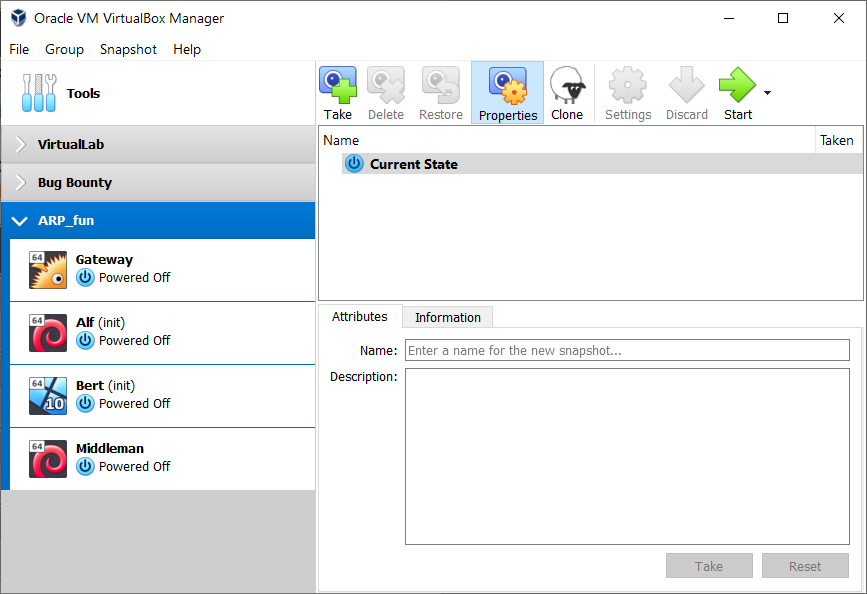 Oracle VM VirtualBox Manager
File Group Snapshot Help
Tools
Take Delete Restore Properties Clone Settings Discard Start
VirtualLab
Bug Bounty
ARP_fun
64
Gateway
Powered Off
64
Alf (init)
Powered Off
64
10
Bert (init)
Powered Off
64
Middleman
Powered Off
Name Taken
Current State
Attributes Information
Name: Enter a name for the new snapshot...
Description:
Take Reset